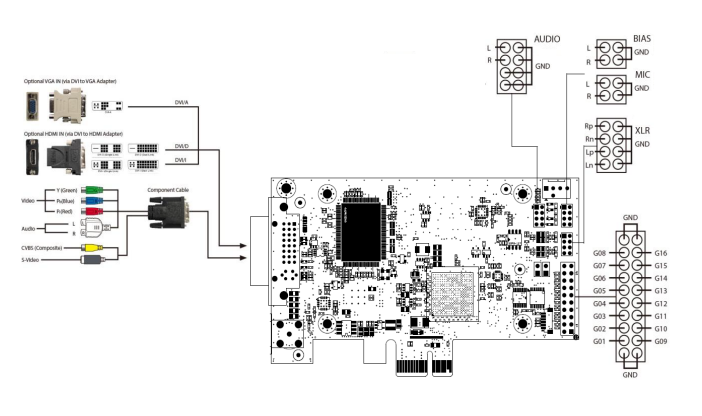 AUDIO
L
R
GND
BIAS
L
R
GND
MIC
L
R
GND
XLR
Rp
Rn
Lp
Ln
GND
Optional VGA IN (via DVI to VGA Adapter)
DVI/A
Optional HDMI IN (via DVI to HDMI Adapter)
DVI/D
DVI/I
Video
Y (Green)
Pb(Blue)
Pr(Red)
Component Cable
Audio
L
R
CVBS (Composite)
S-Video
GND
G08 G16
G07 G15
G06 G14
G05 G13
G04 G12
G03 G11
G02 G10
G01 G09
GND